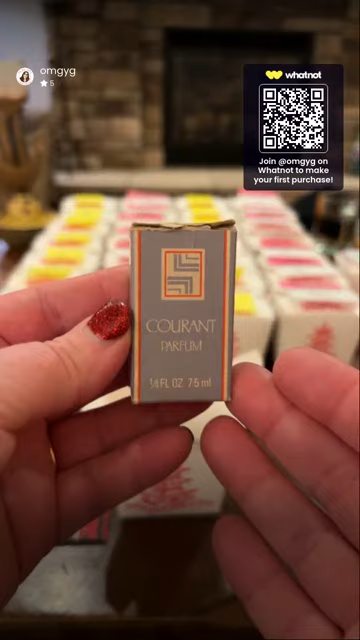 omgyg
★5
whatnot
Join @omgyg on
Whatnot to make
your first purchase!
COURANT
PARFUM
1/4 FL OZ 7.5 ml